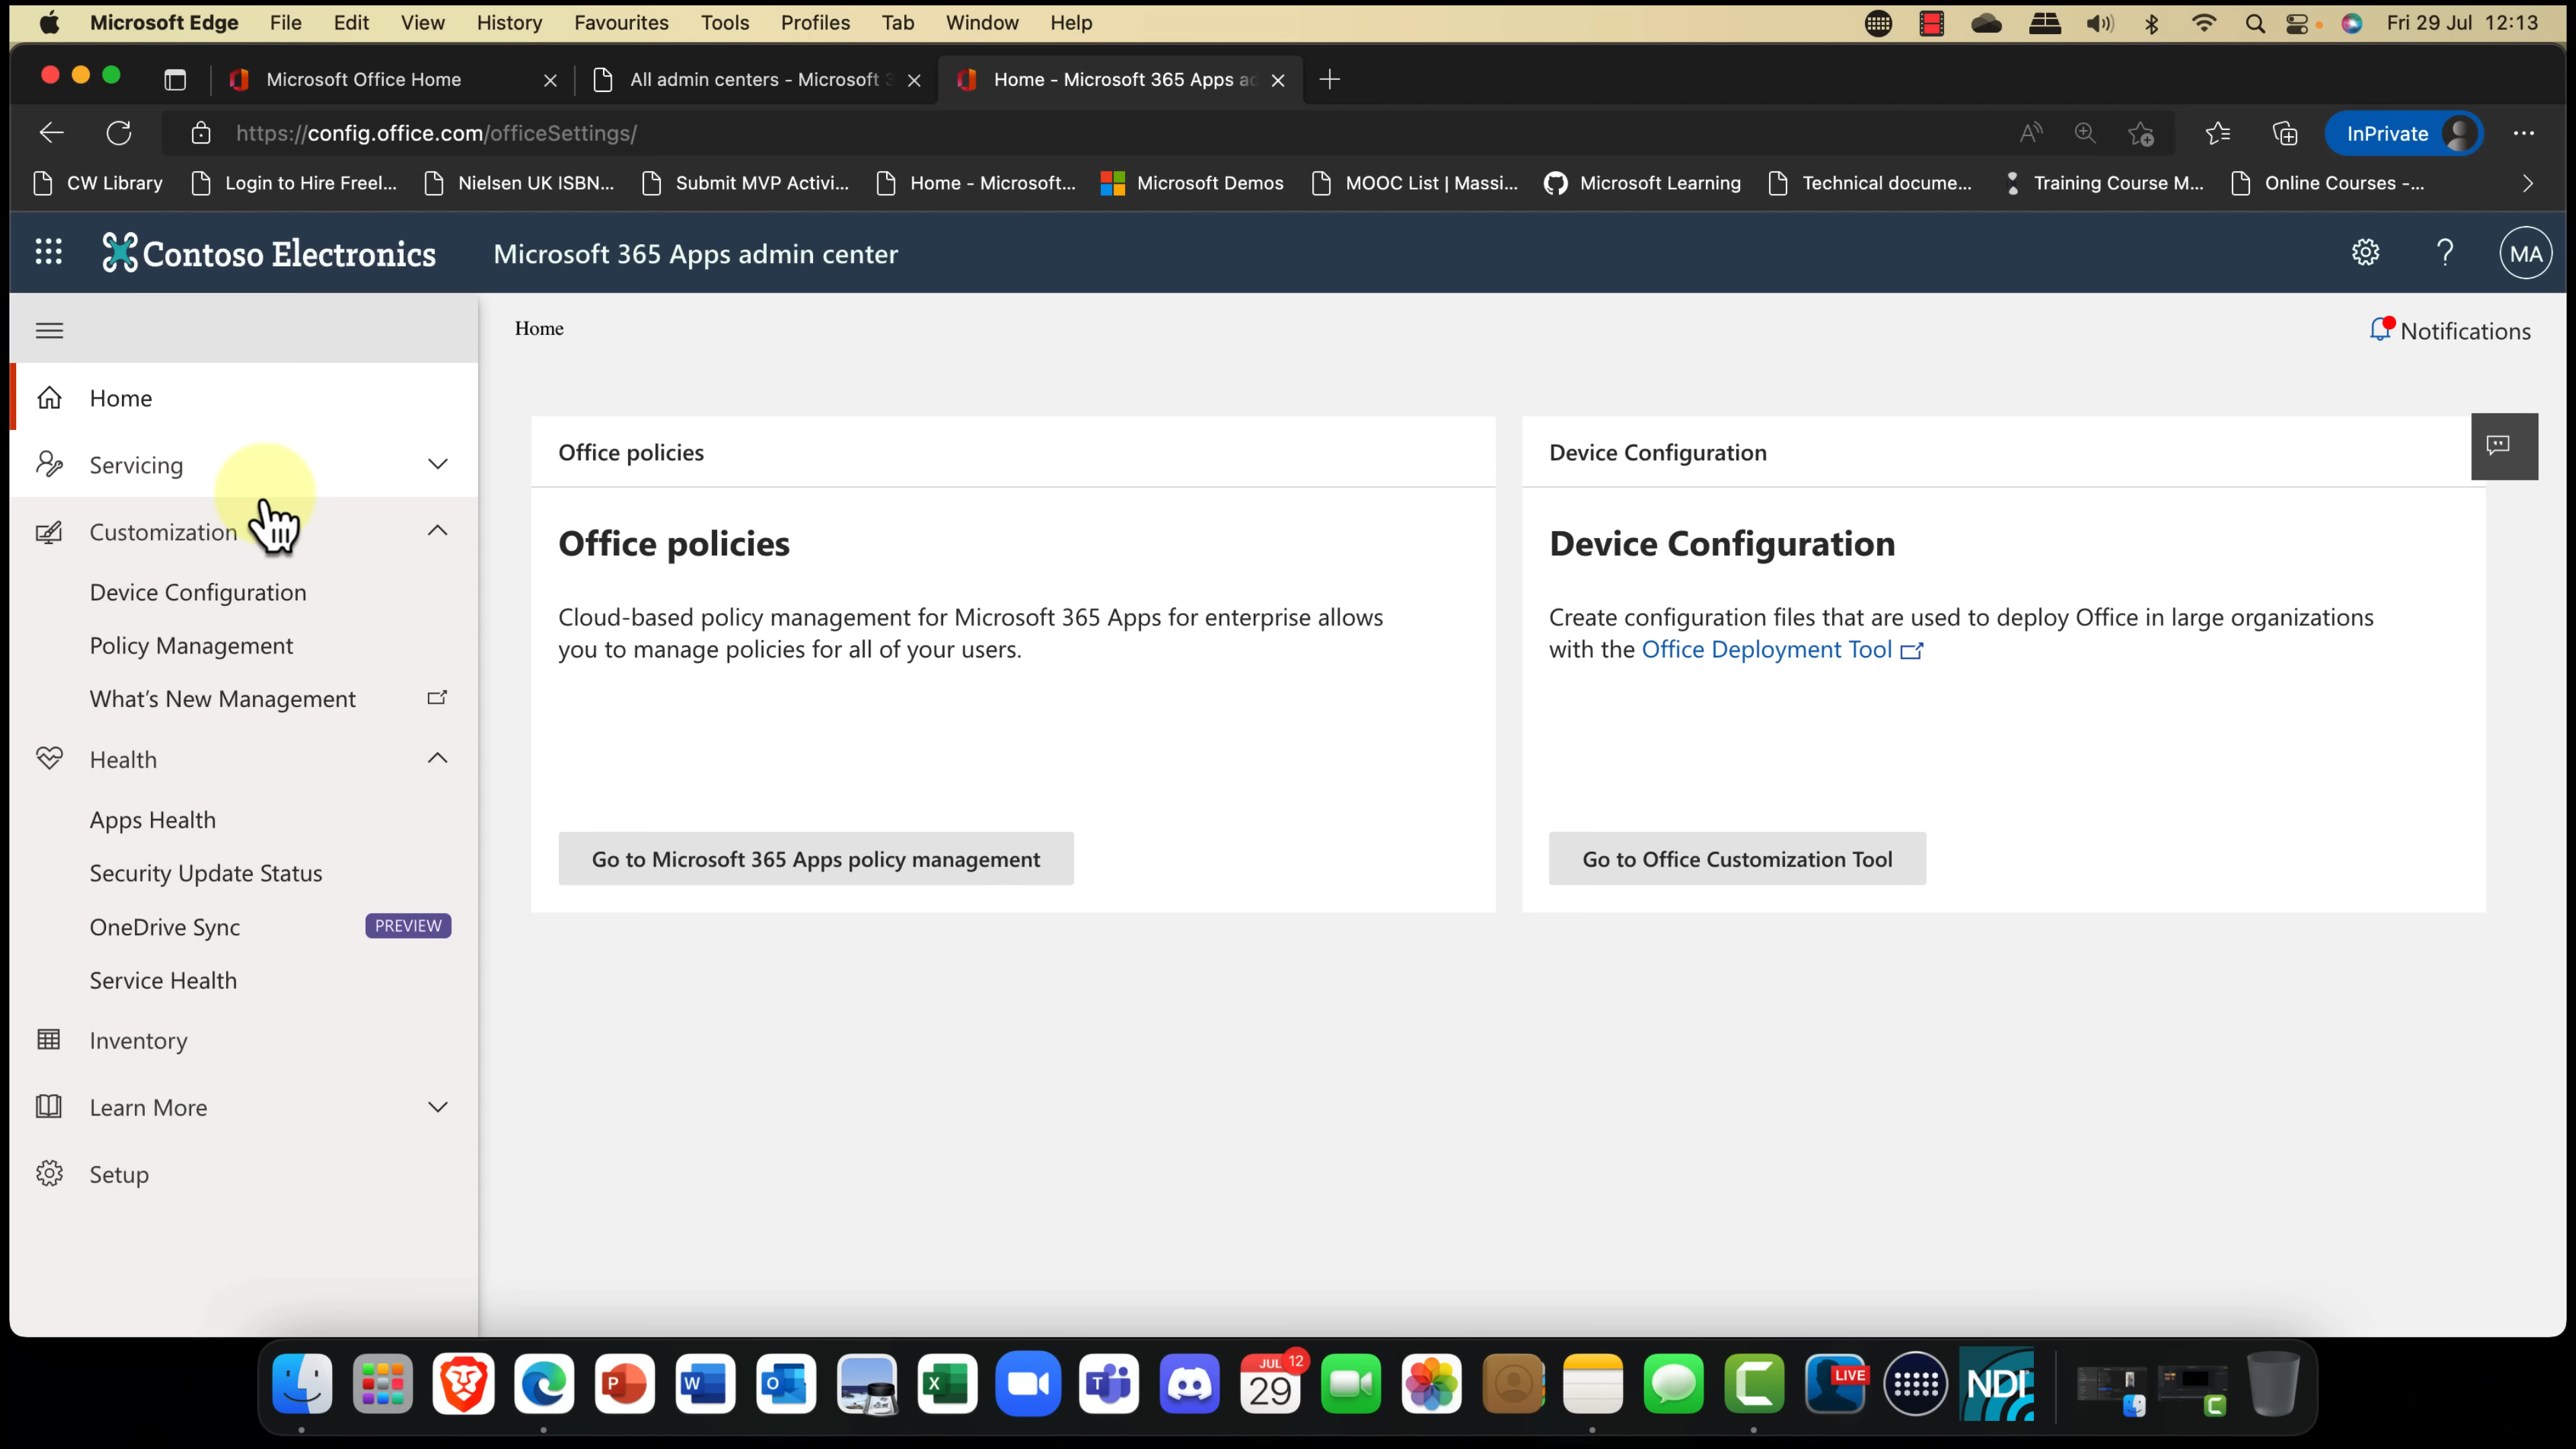 Microsoft Edge File Edit View History Favourites Tools Profiles Tab Window Help Fri 29 Jul 12:13
Microsoft Office Home All admin centers - Microsoft 3 Home - Microsoft 365 Apps ad
https://config.office.com/officeSettings/ InPrivate
CW Library Login to Hire Freel... Nielsen UK ISBN... Submit MVP Activi... Home - Microsoft... Microsoft Demos MOOC List | Massi... Microsoft Learning Technical docume... Training Course M... Online Courses -...
Contoso Electronics Microsoft 365 Apps admin center MA
Home Notifications
Home
Servicing
Customization
Device Configuration
Policy Management
What's New Management
Health
Apps Health
Security Update Status
OneDrive Sync PREVIEW
Service Health
Inventory
Learn More
Setup
Office policies
Office policies
Cloud-based policy management for Microsoft 365 Apps for enterprise allows
you to manage policies for all of your users.
Go to Microsoft 365 Apps policy management
Device Configuration
Device Configuration
Create configuration files that are used to deploy Office in large organizations
with the Office Deployment Tool
Go to Office Customization Tool
P W O X T JUL 29 12 LIVE NDI